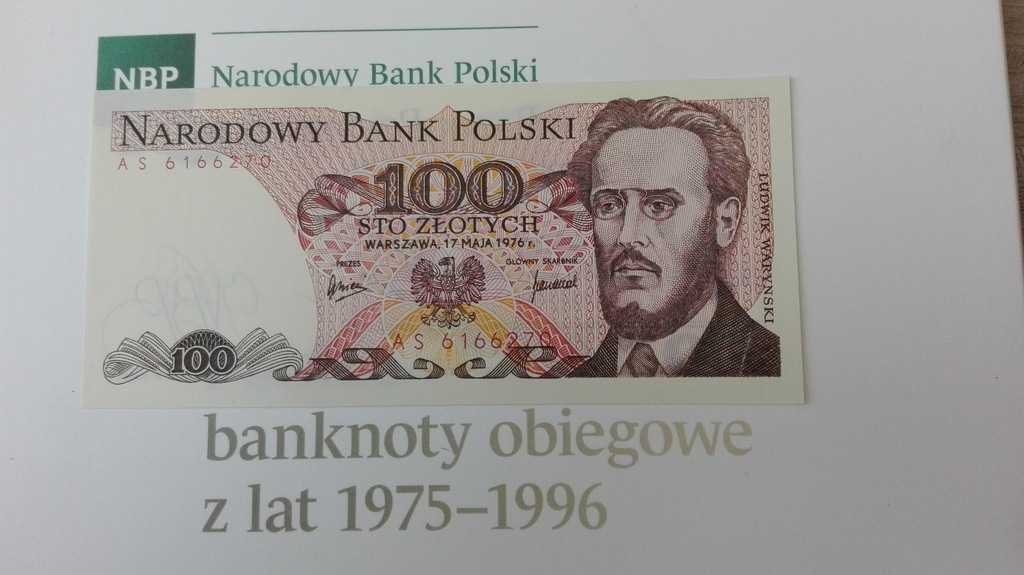 NBP Narodowy Bank Polski
NARODOWY BANK POLSKI
AS 6166270
100
STO ZŁOTYCH
WARSZAWA, 17 MAJA 1976 r.
PREZES
GŁÓWNY SKARBNIK
AS 6166270
100
LUDWIK WARYŃSKI
banknoty obiegowe
z lat 1975–1996